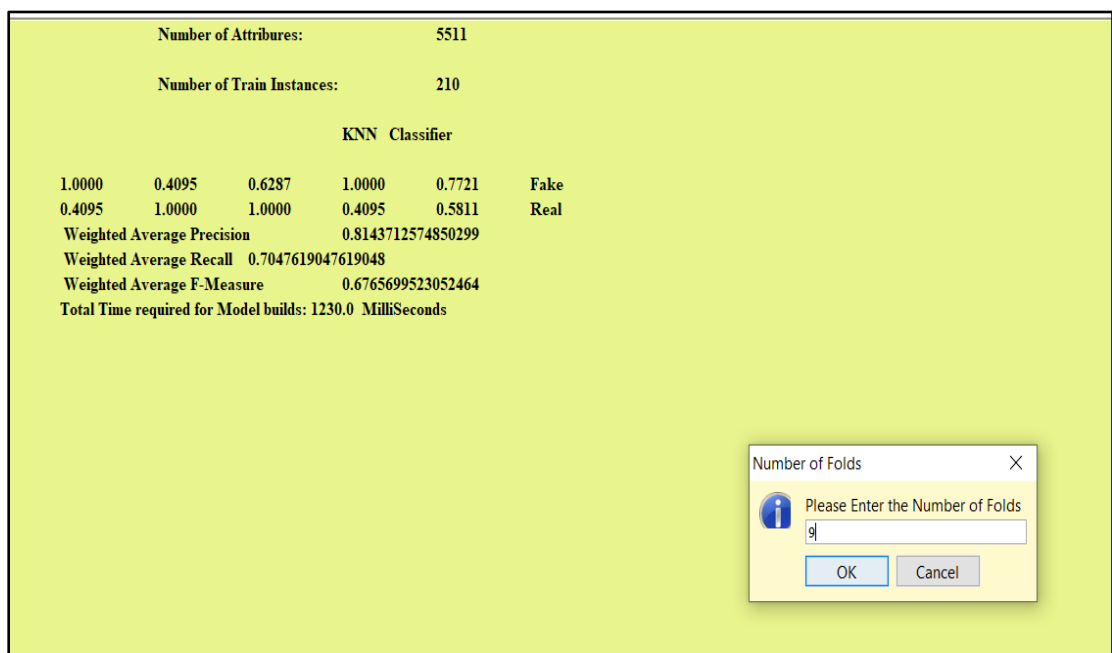 Number of Attribures: 5511
Number of Train Instances: 210
KNN Classifier
1.0000 0.4095 0.6287 1.0000 0.7721 Fake
0.4095 1.0000 1.0000 0.4095 0.5811 Real
Weighted Average Precision 0.8143712574850299
Weighted Average Recall 0.7047619047619048
Weighted Average F-Measure 0.6765699523052464
Total Time required for Model builds: 1230.0 MilliSeconds
Number of Folds
Please Enter the Number of Folds
9
OK Cancel